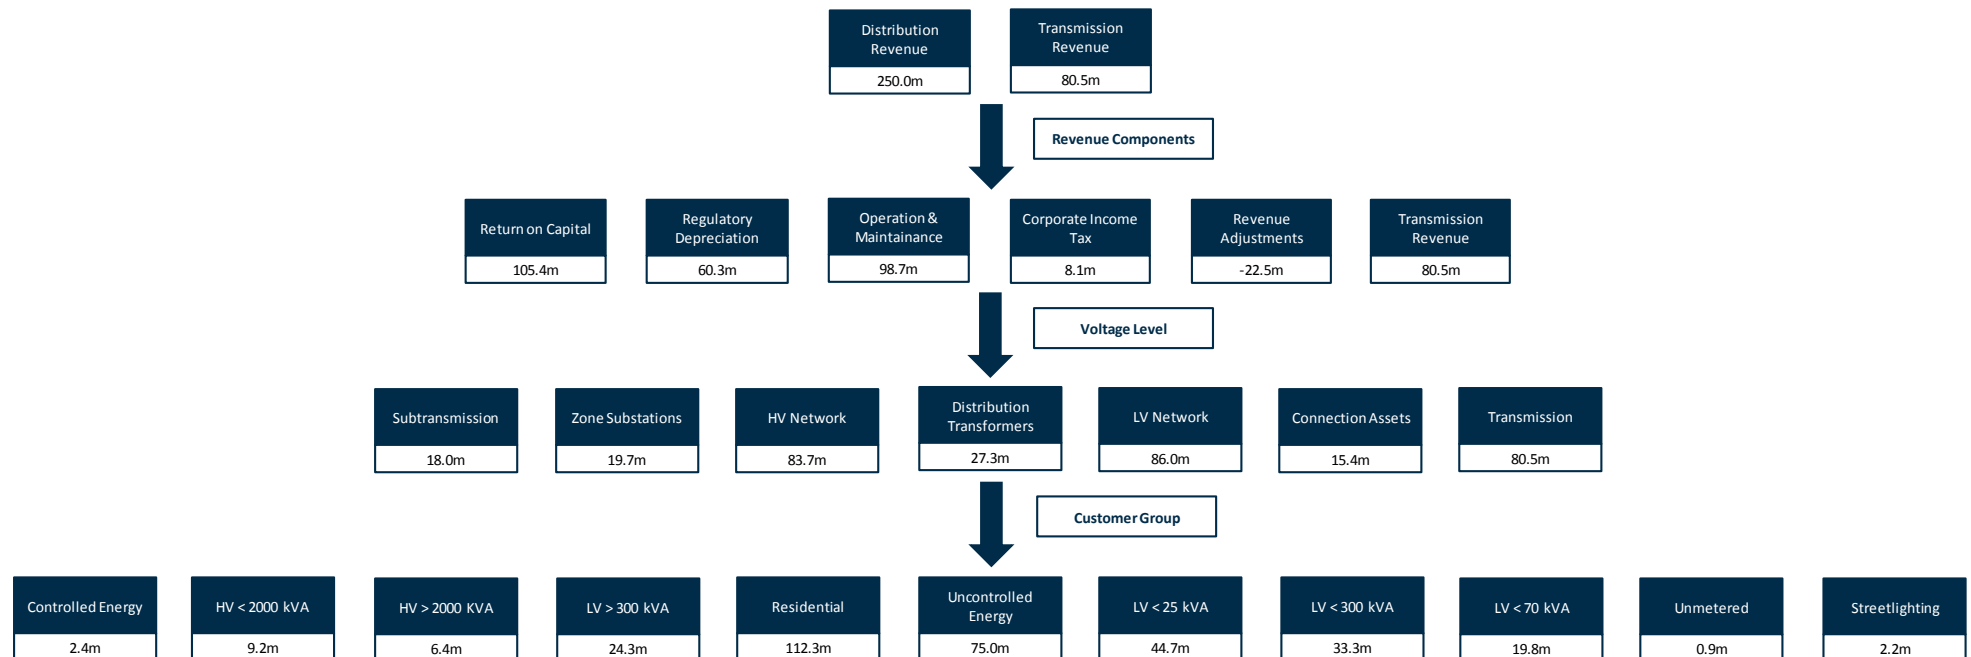 Distribution
Revenue
250.0m
Transmission
Revenue
80.5m
Revenue Components
Return on Capital
105.4m
Regulatory
Depreciation
60.3m
Operation &
Maintainance
98.7m
Corporate Income
Tax
8.1m
Revenue
Adjustments
-22.5m
Transmission
Revenue
80.5m
Voltage Level
Subtransmission
18.0m
Zone Substations
19.7m
HV Network
83.7m
Distribution
Transformers
27.3m
LV Network
86.0m
Connection Assets
15.4m
Transmission
80.5m
Customer Group
Controlled Energy
2.4m
HV < 2000 kVA
9.2m
HV > 2000 KVA
6.4m
LV > 300 kVA
24.3m
Residential
112.3m
Uncontrolled
Energy
75.0m
LV < 25 kVA
44.7m
LV < 300 kVA
33.3m
LV < 70 kVA
19.8m
Unmetered
0.9m
Streetlighting
2.2m